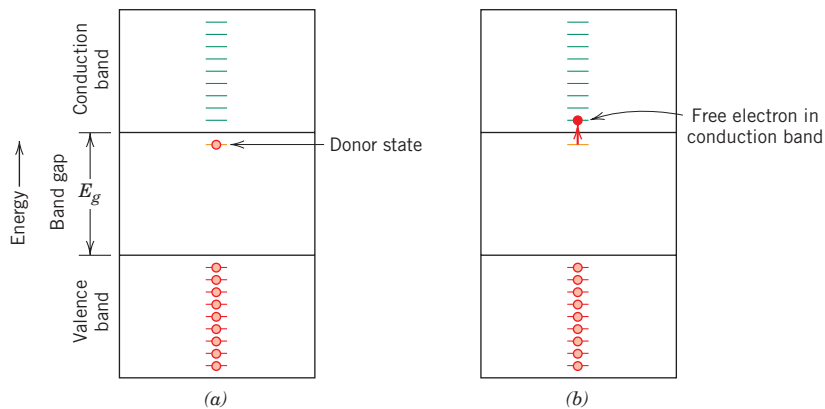 Conduction
band
Donor state
Free electron in
conduction band
Energy
Band gap
E_g
Valence
band
(a)
(b)